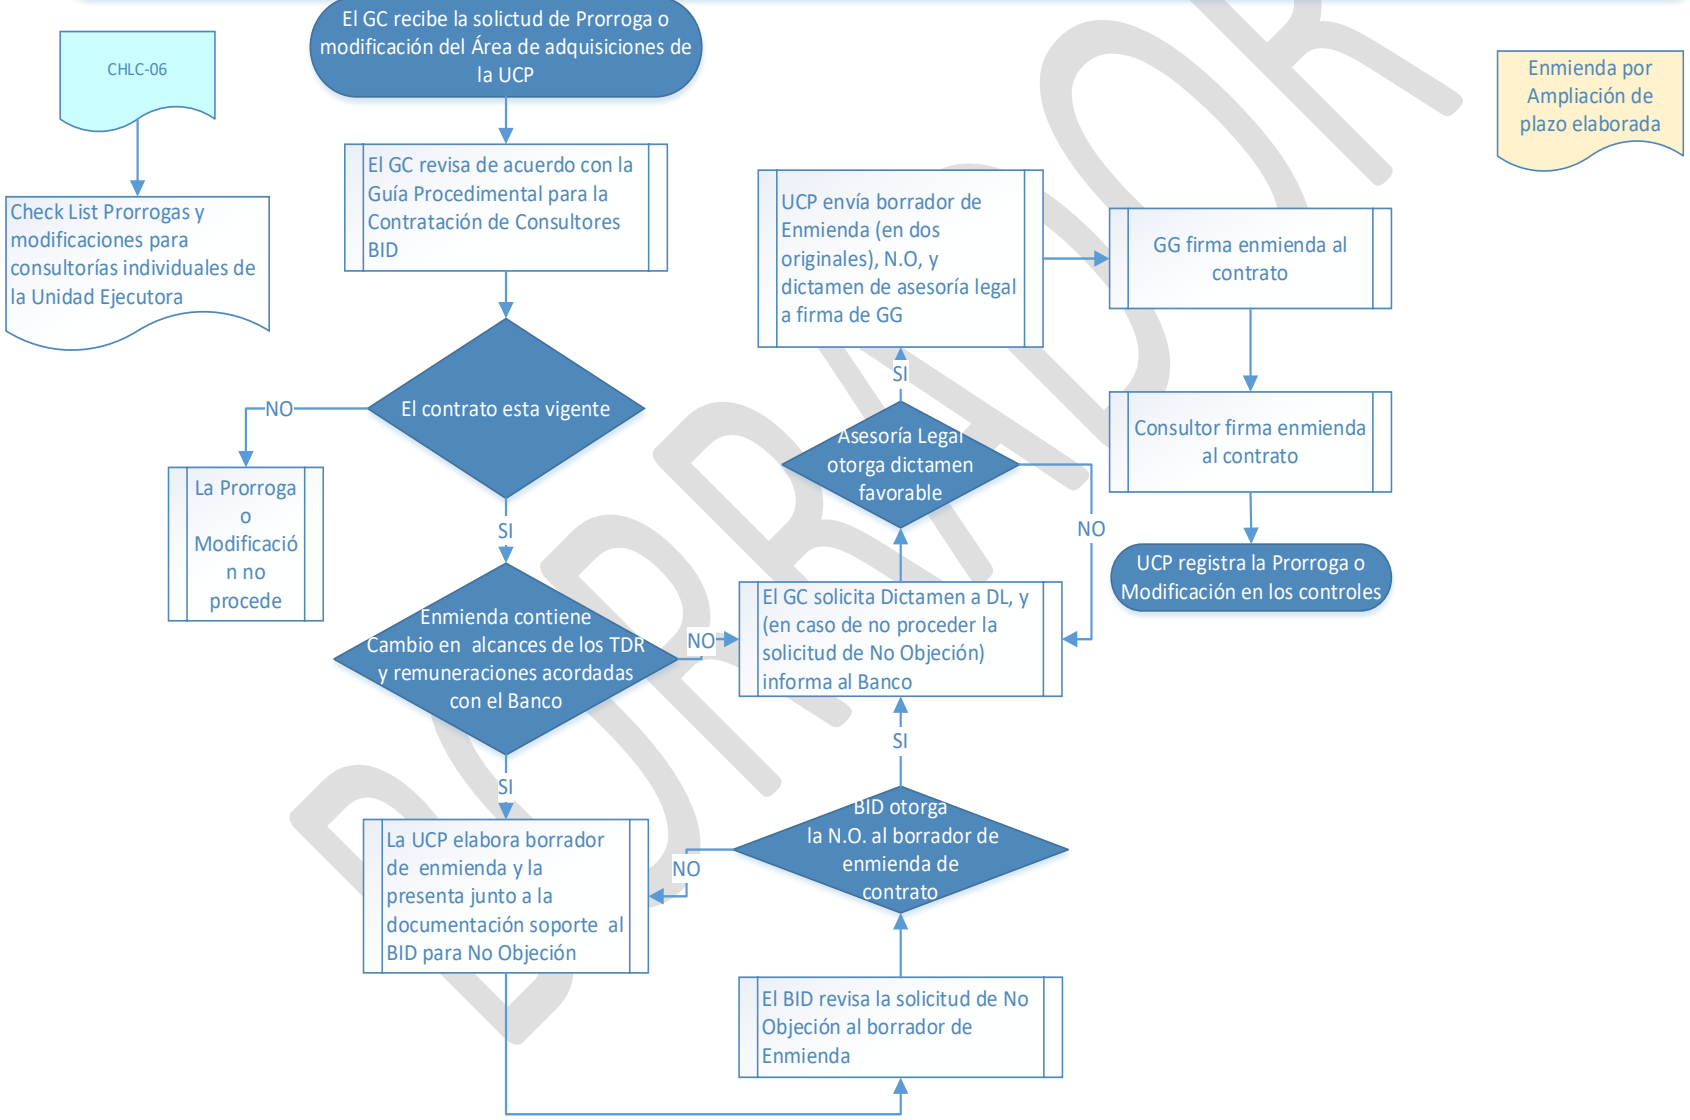 El GC recibe la solictud de Prorroga o
modificación del Área de adquisiciones de
la UCP
CHLC-06
Enmienda por
Ampliación de
plazo elaborada
El GC revisa de acuerdo con la
Guía Procedimental para la
Contratación de Consultores
BID
Check List Prorrogas y
modificaciones para
consultorías individuales de
la Unidad Ejecutora
UCP envía borrador de
Enmienda (en dos
originales), N.O, y
dictamen de asesoría legal
a firma de GG
GG firma enmienda al
contrato
SI
El contrato esta vigente
NO
La Prorroga
o
Modificació
n no
procede
SI
Asesoría Legal
otorga dictamen
favorable
NO
Consultor firma enmienda
al contrato
UCP registra la Prorroga o
Modificación en los controles
Enmienda contiene
Cambio en alcances de los TDR
y remuneraciones acordadas
con el Banco
NO
El GC solicita Dictamen a DL, y
(en caso de no proceder la
solicitud de No Objeción)
informa al Banco
SI
SI
La UCP elabora borrador
de enmienda y la
presenta junto a la
documentación soporte al
BID para No Objeción
NO
BID otorga
la N.O. al borrador de
enmienda de
contrato
El BID revisa la solicitud de No
Objeción al borrador de
Enmienda
BORRADOR